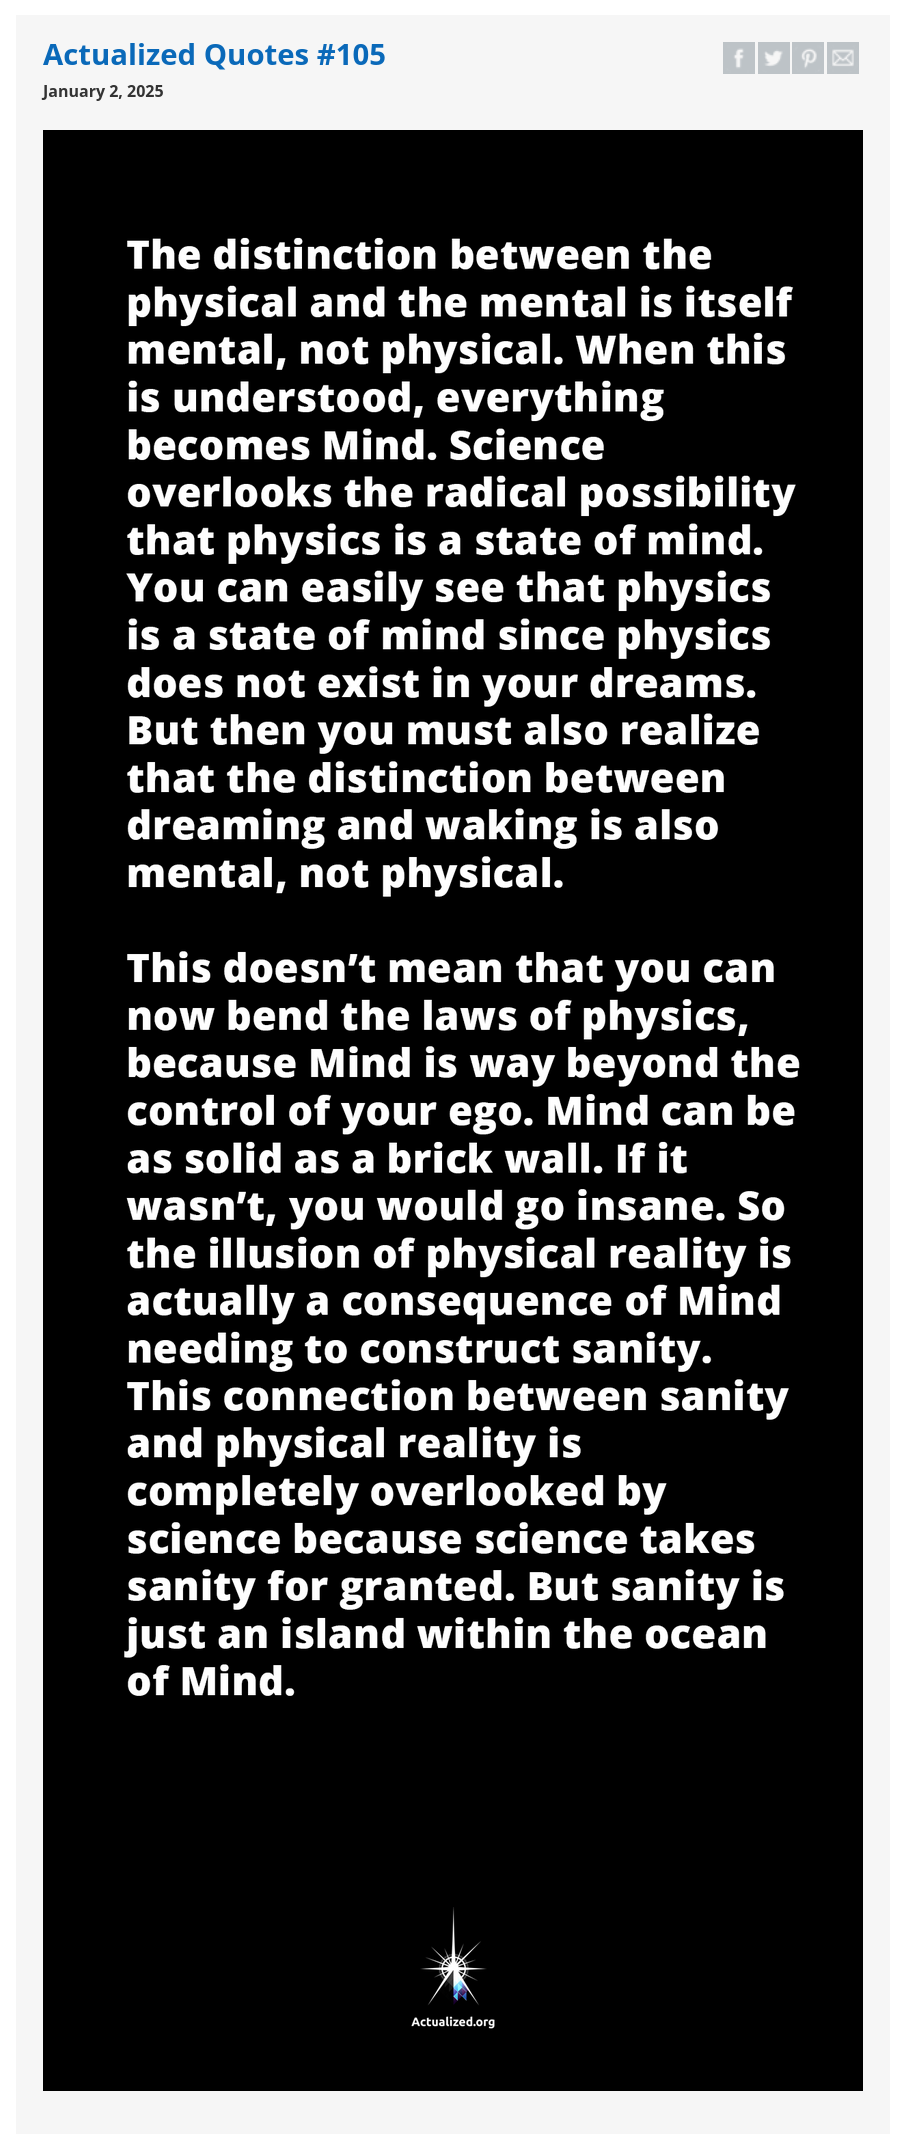 Actualized Quotes #105
January 2, 2025
The distinction between the
physical and the mental is itself
mental, not physical. When this
is understood, everything
becomes Mind. Science
overlooks the radical possibility
that physics is a state of mind.
You can easily see that physics
is a state of mind since physics
does not exist in your dreams.
But then you must also realize
that the distinction between
dreaming and waking is also
mental, not physical.
This doesn’t mean that you can
now bend the laws of physics,
because Mind is way beyond the
control of your ego. Mind can be
as solid as a brick wall. If it
wasn’t, you would go insane. So
the illusion of physical reality is
actually a consequence of Mind
needing to construct sanity.
This connection between sanity
and physical reality is
completely overlooked by
science because science takes
sanity for granted. But sanity is
just an island within the ocean
of Mind.
Actualized.org